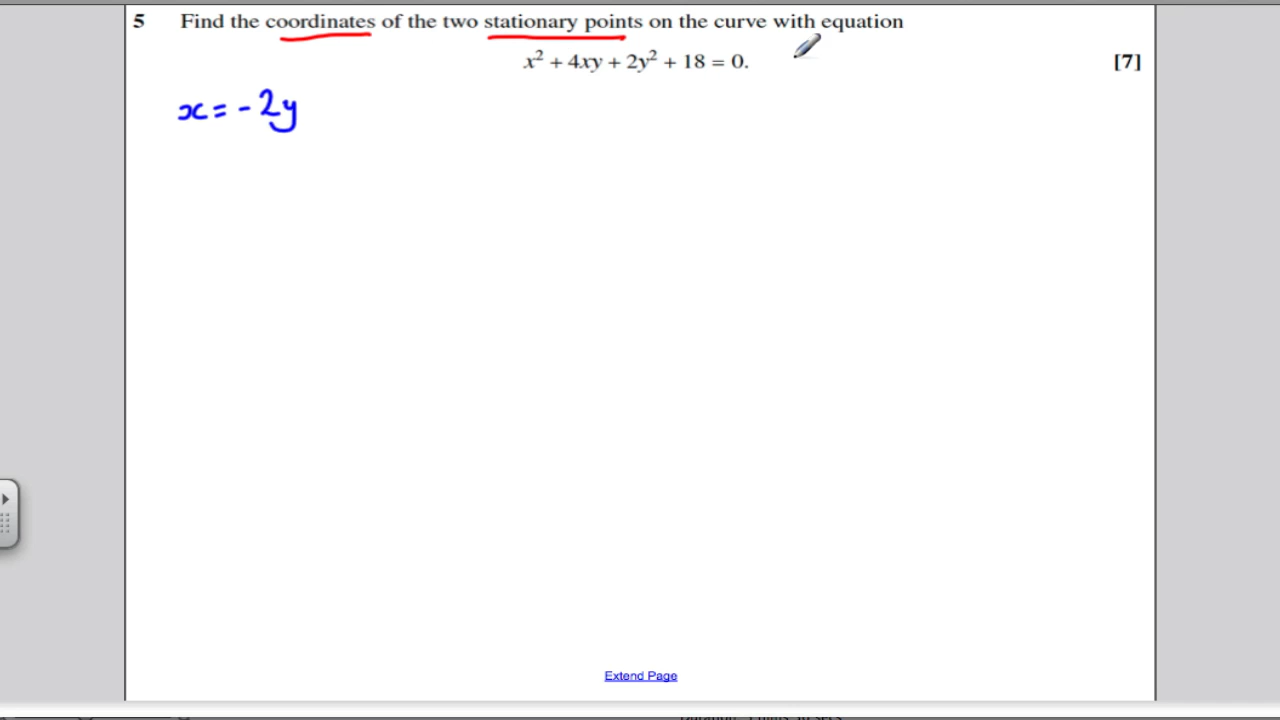 5 Find the coordinates of the two stationary points on the curve with equation
x² + 4xy + 2y² + 18 = 0.
[7]
x = - 2y
Extend Page